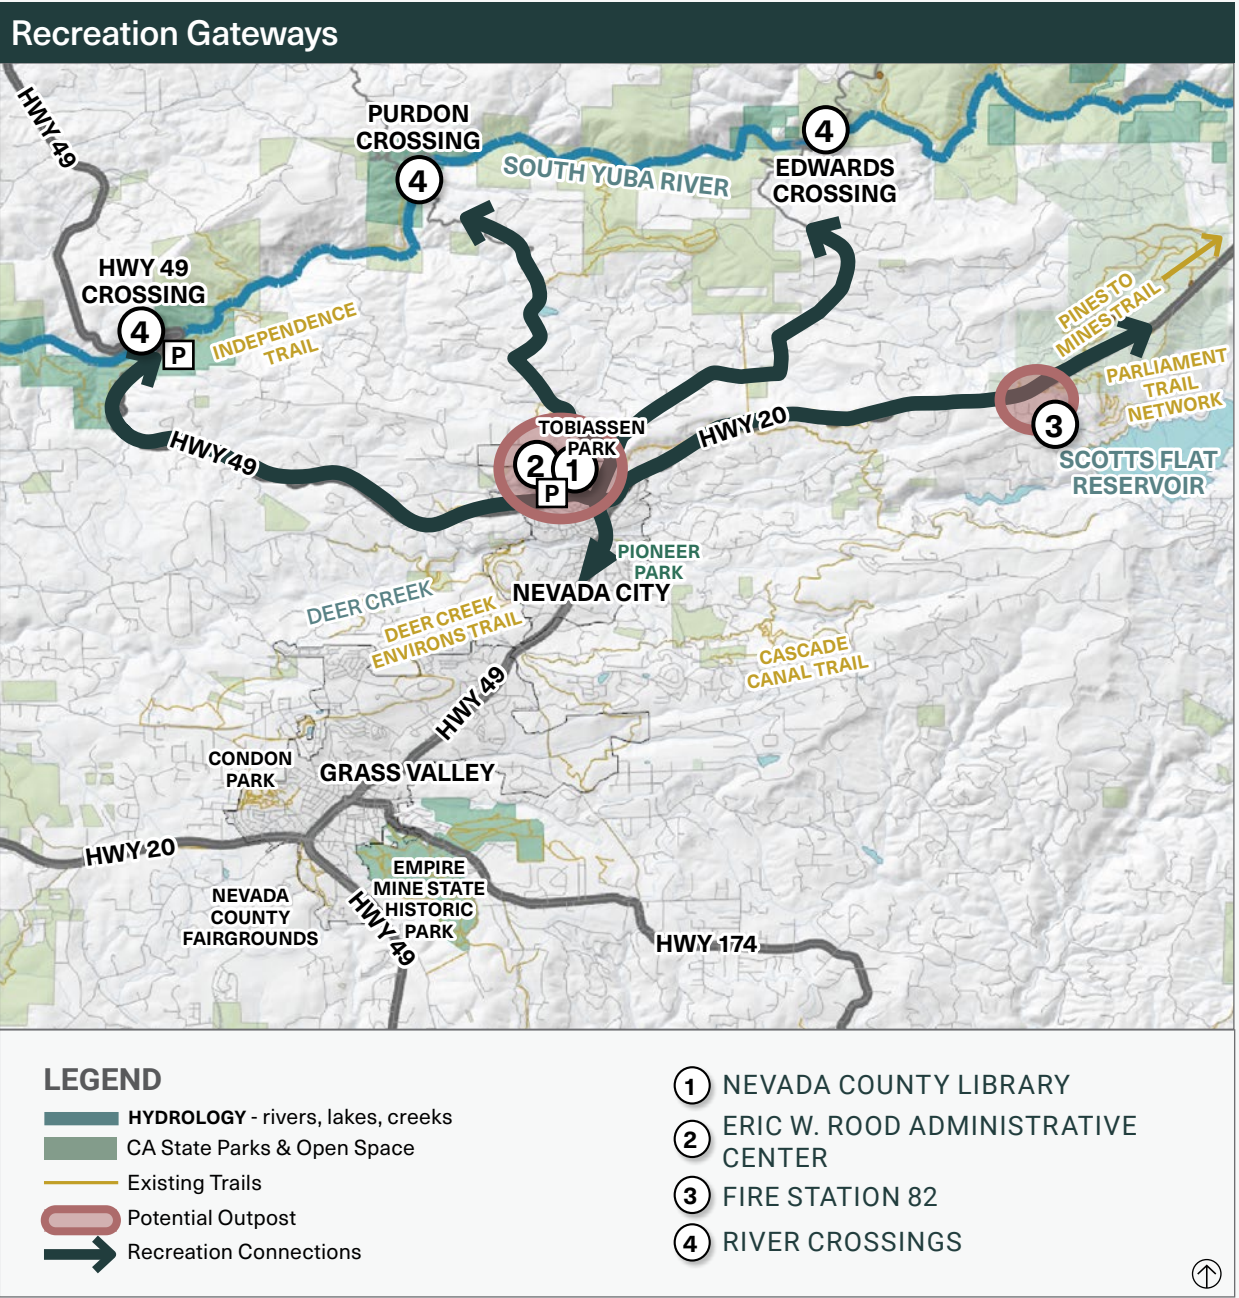 Recreation Gateways
HWY 49
PURDON
CROSSING
4
4
SOUTH YUBA RIVER
EDWARDS
CROSSING
HWY 49
CROSSING
4
P
INDEPENDENCE
TRAIL
PINES TO
MINES TRAIL
PARLIAMENT
TRAIL
NETWORK
TOBIASSEN
PARK
2
1
P
HWY 20
3
SCOTTS FLAT
RESERVOIR
HWY 49
PIONEER
PARK
NEVADA CITY
DEER CREEK
DEER CREEK
ENVIRONS TRAIL
CASCADE
CANAL TRAIL
HWY 49
CONDON
PARK
GRASS VALLEY
HWY 20
EMPIRE
MINE STATE
HISTORIC
PARK
NEVADA
COUNTY
FAIRGROUNDS
HWY 49
HWY 174
LEGEND
HYDROLOGY - rivers, lakes, creeks
CA State Parks & Open Space
Existing Trails
Potential Outpost
Recreation Connections
1 NEVADA COUNTY LIBRARY
2 ERIC W. ROOD ADMINISTRATIVE
CENTER
3 FIRE STATION 82
4 RIVER CROSSINGS